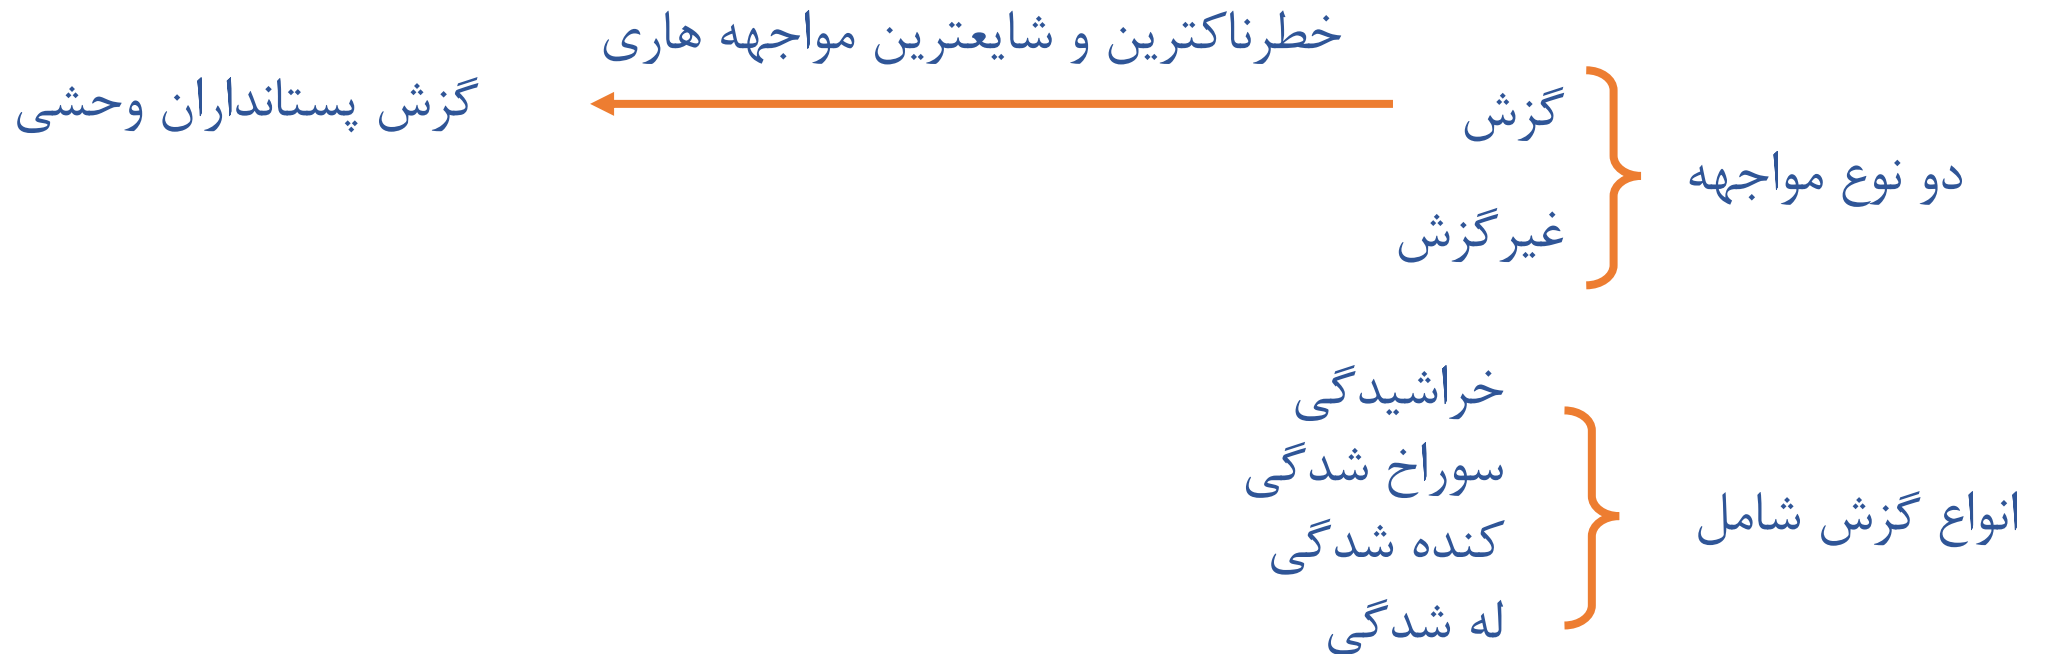 خطرناکترین و شایعترین مواجهه هاری
گزش
گزش پستانداران وحشی
دو نوع مواجهه
غیرگزش
خراشیدگی
سوراخ شدگی
انواع گزش شامل
کنده شدگی
له شدگی